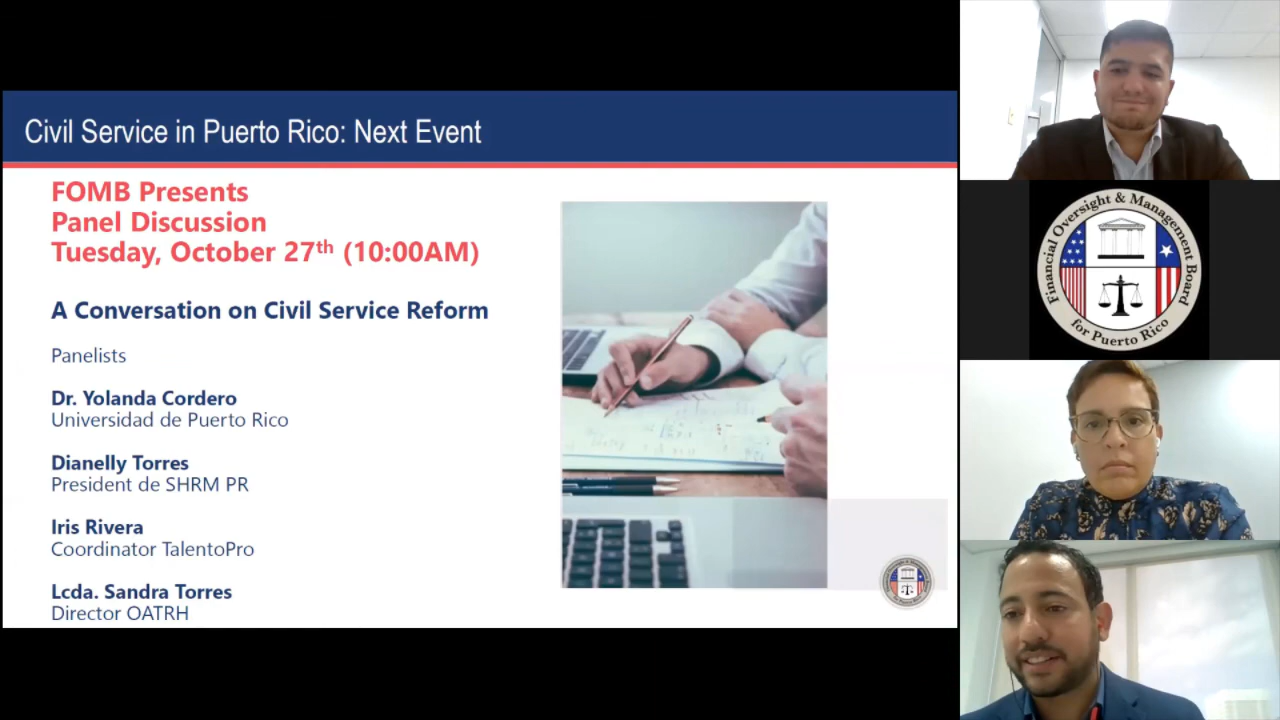 Civil Service in Puerto Rico: Next Event
FOMB Presents
Panel Discussion
Tuesday, October 27th (10:00AM)
A Conversation on Civil Service Reform
Panelists
Dr. Yolanda Cordero
Universidad de Puerto Rico
Dianelly Torres
President de SHRM PR
Iris Rivera
Coordinator TalentoPro
Lcda. Sandra Torres
Director OATRH
Financial Oversight & Management Board
for Puerto Rico